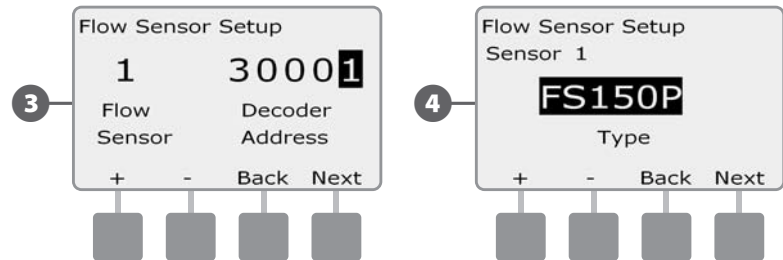 Flow Sensor Setup
1 30001
Flow Decoder
Sensor Address
+ - Back Next
3
Flow Sensor Setup
Sensor 1
FS150P
Type
+ - Back Next
4